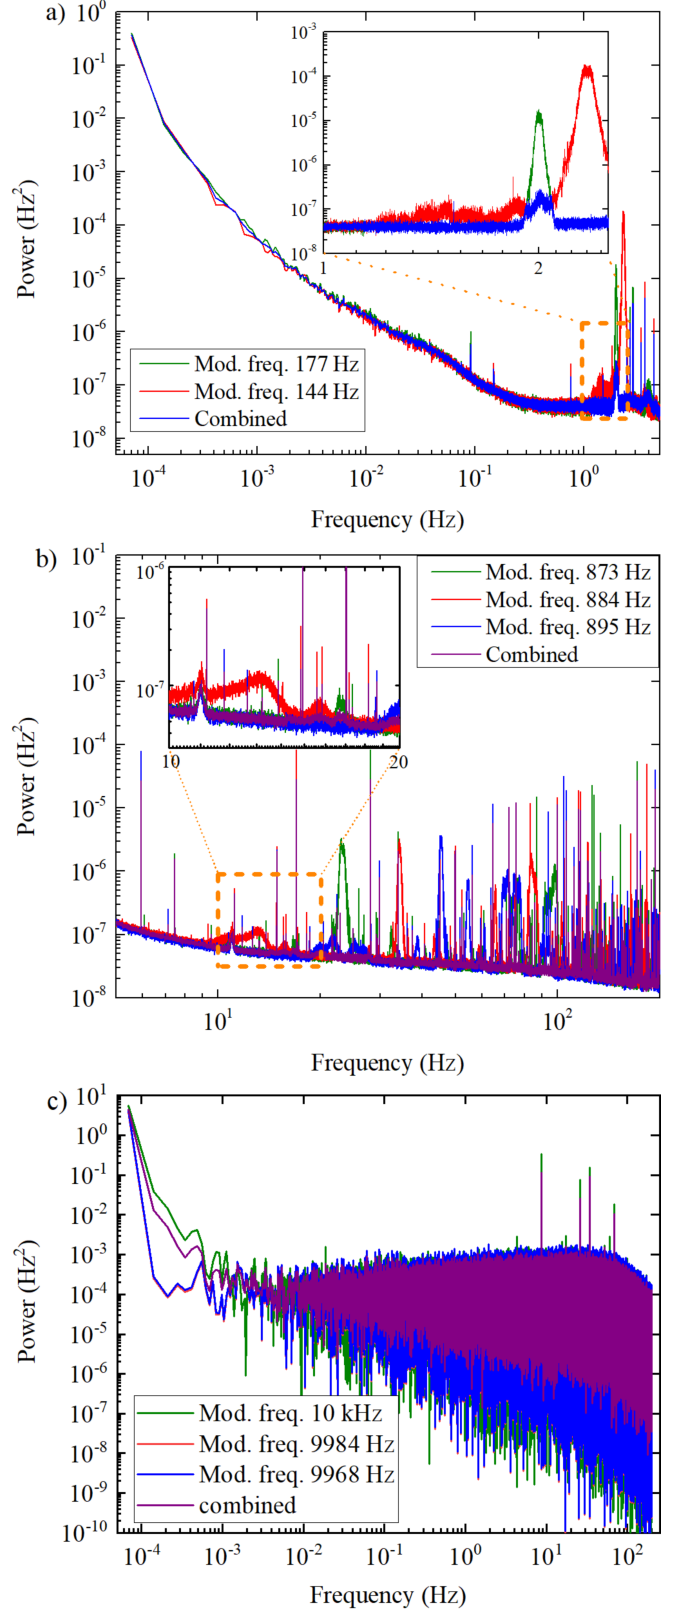 a)
10^0
10^-1
10^-2
10^-3
10^-4
10^-5
10^-6
10^-7
10^-8
Power (Hz^2)
10^-3
10^-4
10^-5
10^-6
10^-7
10^-8
1
2
Mod. freq. 177 Hz
Mod. freq. 144 Hz
Combined
10^-4
10^-3
10^-2
10^-1
10^0
Frequency (Hz)
b)
10^-1
10^-2
10^-3
10^-4
10^-5
10^-6
10^-7
10^-8
Power (Hz^2)
10^-6
10^-7
10
20
Mod. freq. 873 Hz
Mod. freq. 884 Hz
Mod. freq. 895 Hz
Combined
10^1
10^2
Frequency (Hz)
c)
10^1
10^0
10^-1
10^-2
10^-3
10^-4
10^-5
10^-6
10^-7
10^-8
10^-9
10^-10
Power (Hz^2)
Mod. freq. 10 kHz
Mod. freq. 9984 Hz
Mod. freq. 9968 Hz
combined
10^-4
10^-3
10^-2
10^-1
10^0
10^1
10^2
Frequency (Hz)